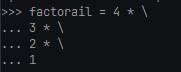 >>> factorail = 4 * \
... 3 * \
... 2 * \
... 1